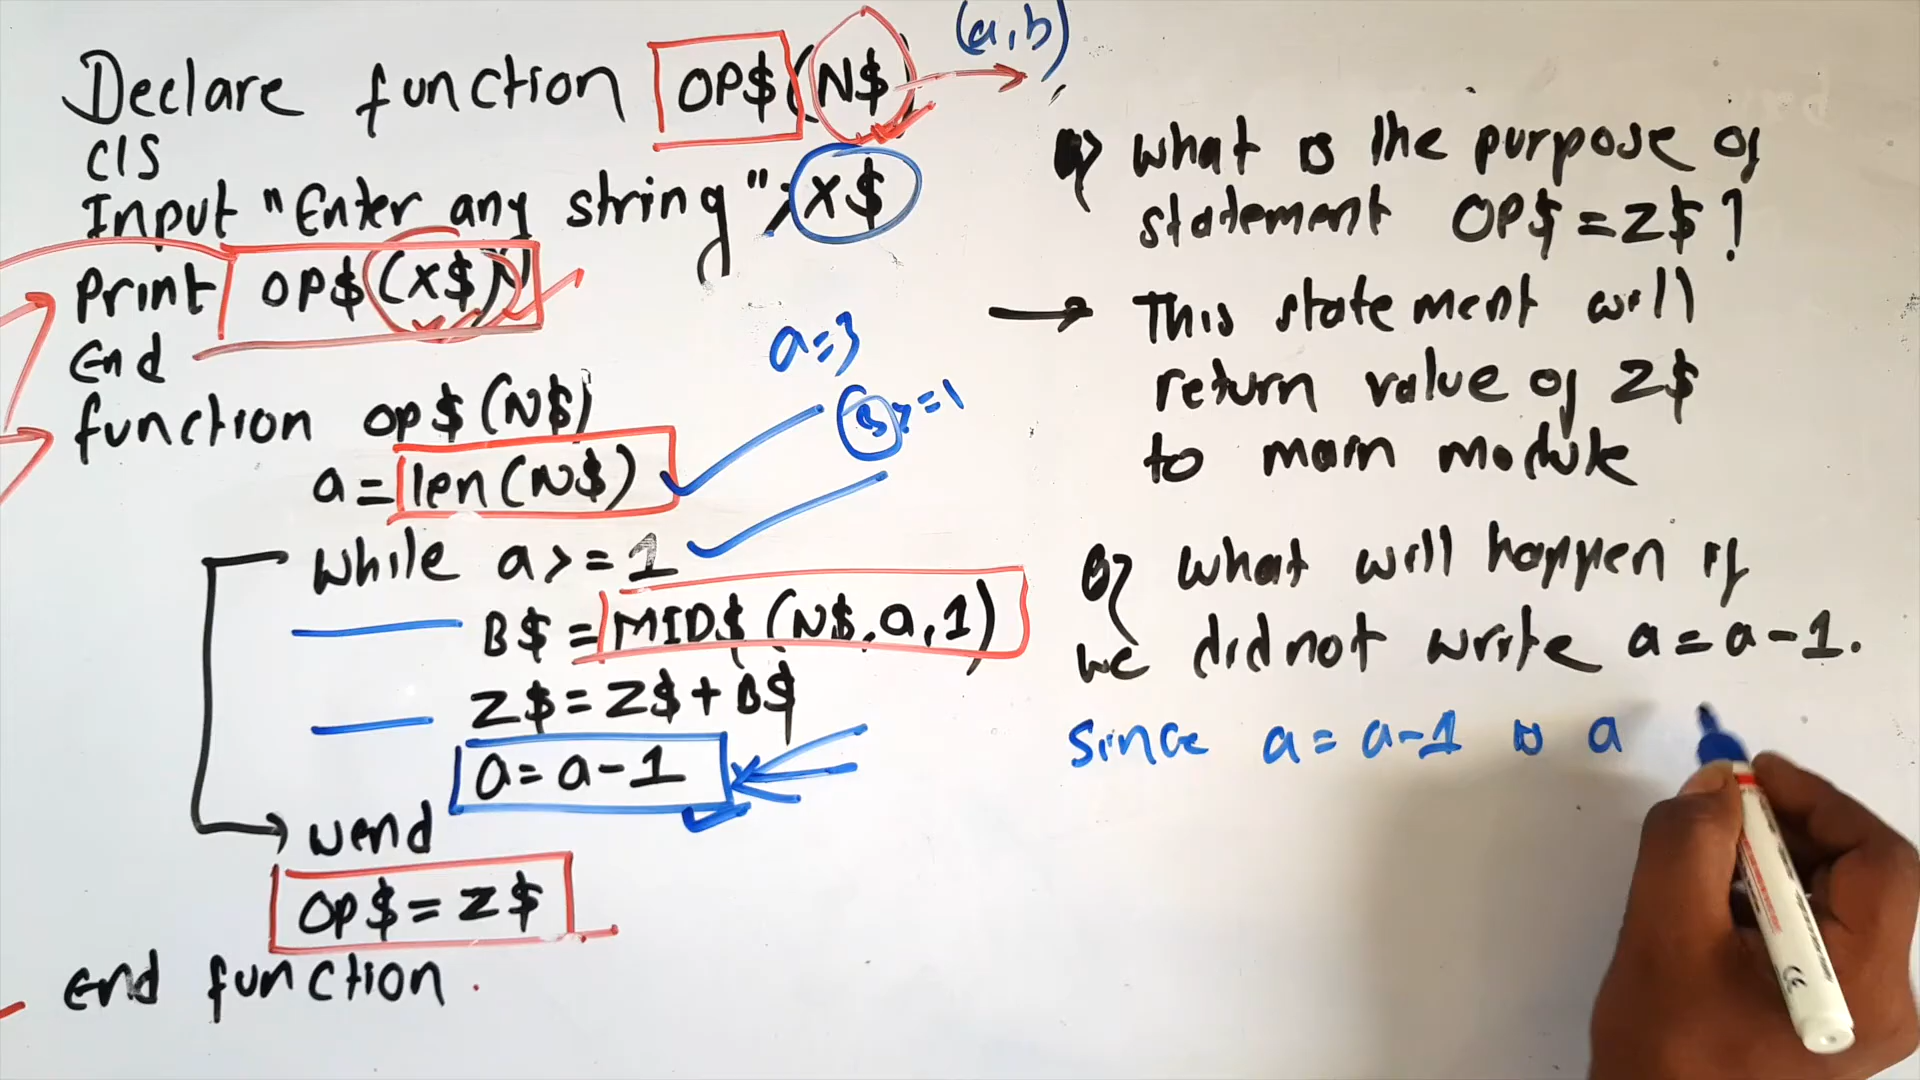 Declare function OP$(N$)
(a,b)
ClS
Input "Enter any string"; X$
Print OP$(X$)
End
function OP$(N$)
a = len(N$)
a=3
3>=1
while a>=1
B$ = MID$(N$,a,1)
Z$ = Z$ + B$
a = a-1
wend
OP$ = Z$
end function.
Q) what is the purpose of
statement OP$=Z$?
→ This statement will
return value of Z$
to main module
Q) what will happen if
we did not write a=a-1.
Since a=a-1 is a